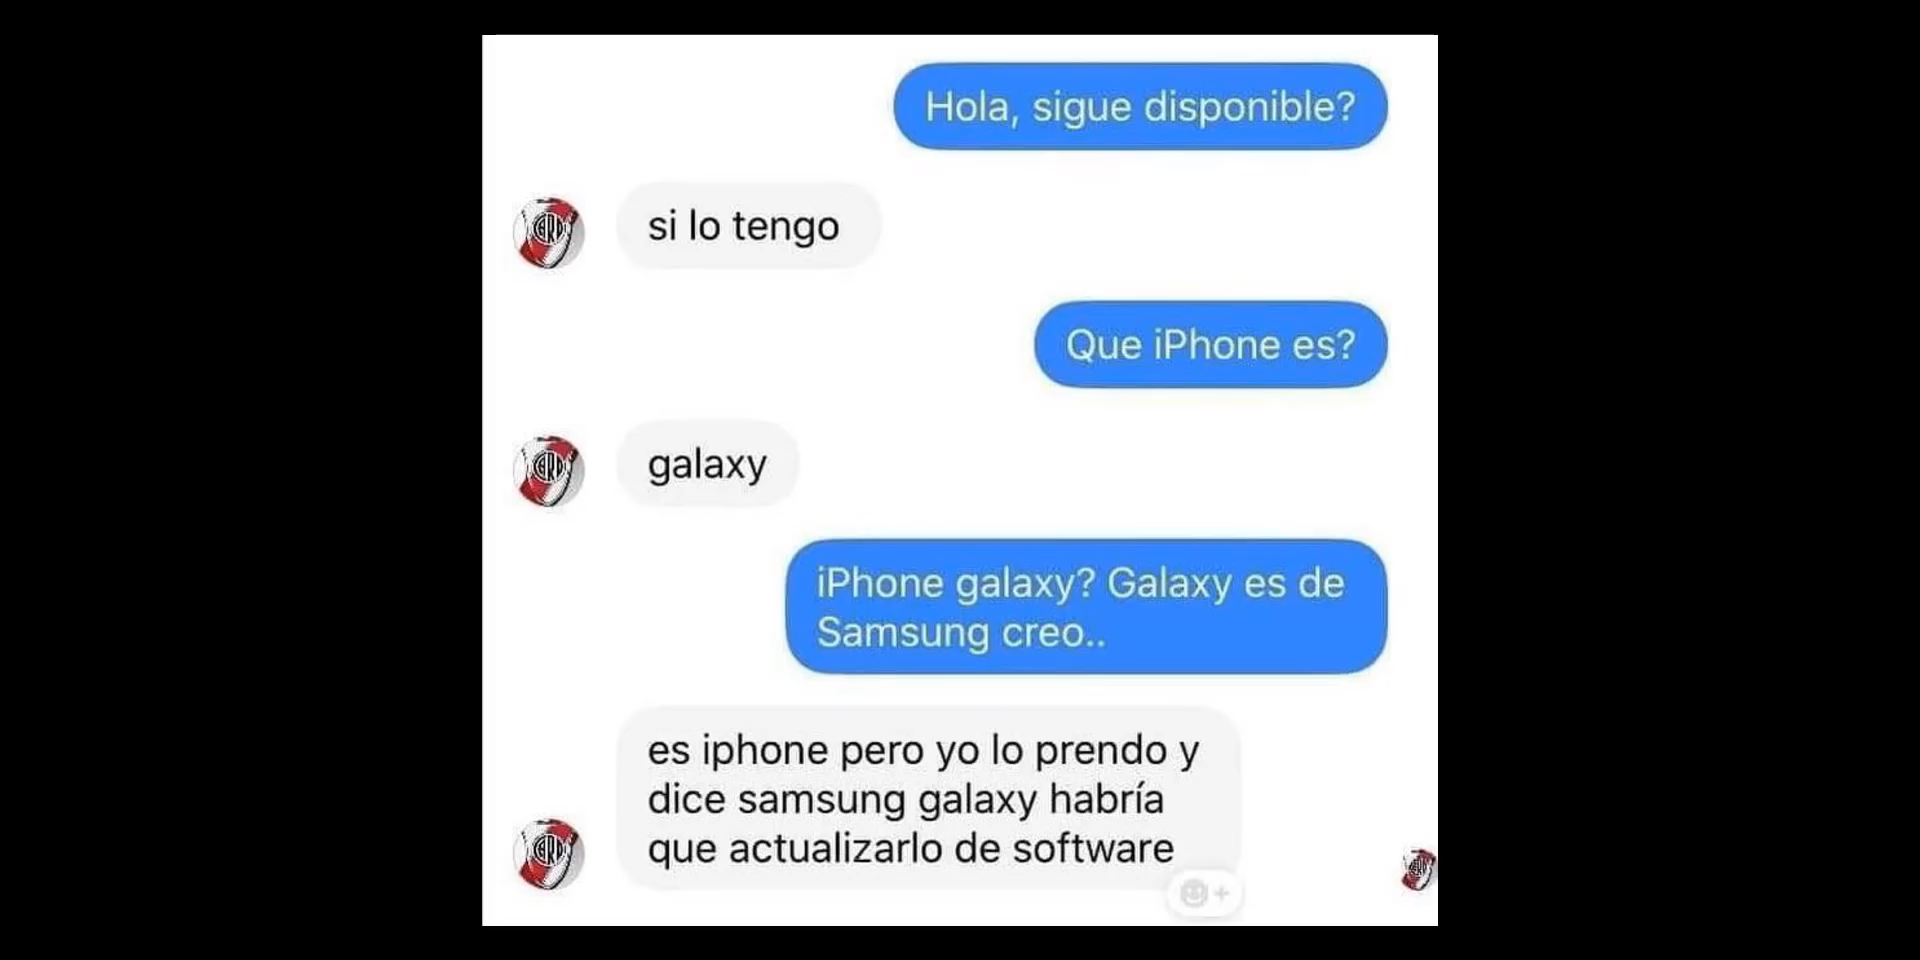 Hola, sigue disponible?
si lo tengo
Que iPhone es?
galaxy
iPhone galaxy? Galaxy es de
Samsung creo..
es iphone pero yo lo prendo y
dice samsung galaxy habría
que actualizarlo de software